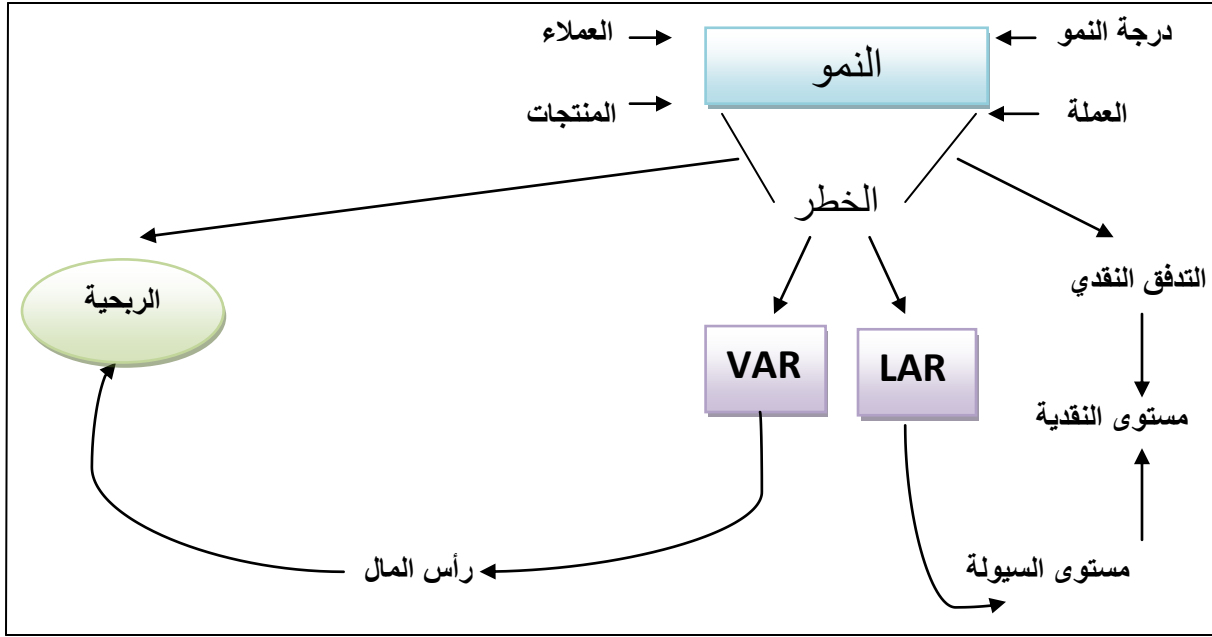 درجة النمو
العملاء
النمو
العملة
المنتجات
الخطر
التدفق النقدي
الربحية
LAR
VAR
مستوى النقدية
مستوى السيولة
رأس المال